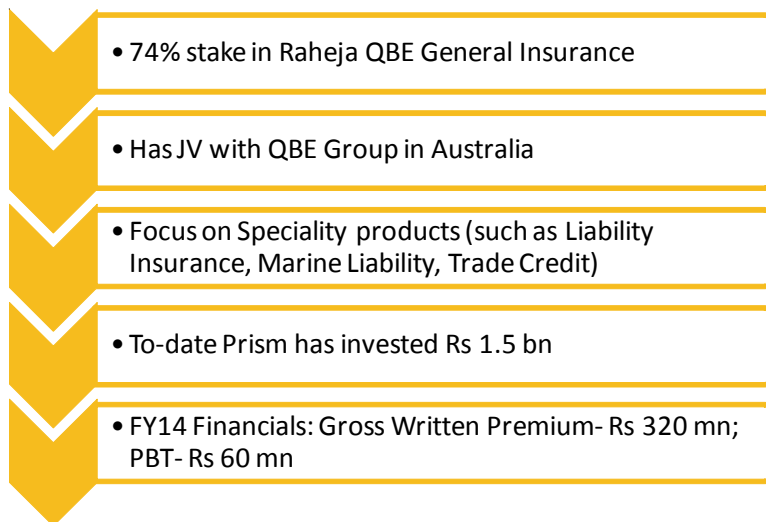 • 74% stake in Raheja QBE General Insurance
• Has JV with QBE Group in Australia
• Focus on Speciality products (such as Liability
Insurance, Marine Liability, Trade Credit)
• To-date Prism has invested Rs 1.5 bn
• FY14 Financials: Gross Written Premium- Rs 320 mn;
PBT- Rs 60 mn